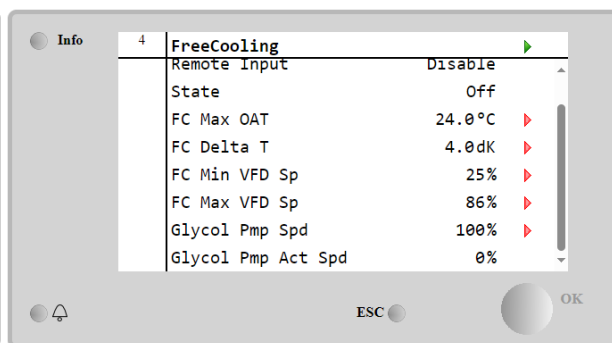 Info
4 FreeCooling
Remote Input Disable
State Off
FC Max OAT 24.0°C
FC Delta T 4.0dK
FC Min VFD Sp 25%
FC Max VFD Sp 86%
Glycol Pmp Spd 100%
Glycol Pmp Act Spd 0%
ESC
OK